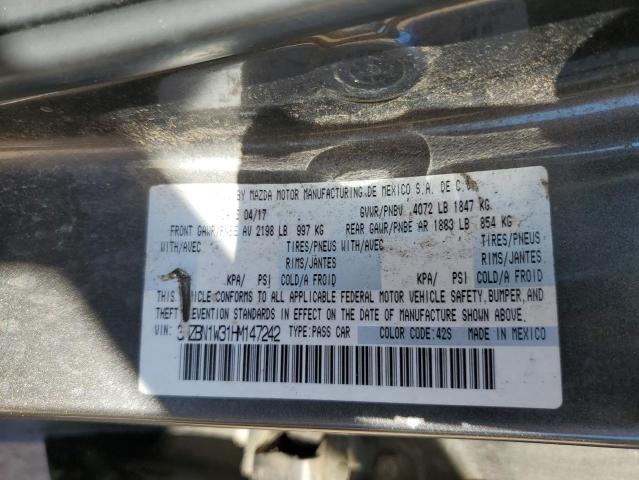 BY MAZDA MOTOR MANUFACTURING DE MEXICO S.A. DE C.V.
04/17 GVWR/PNBV 4072 LB 1847 KG
FRONT GAWR/PNBE AV 2198 LB 997 KG REAR GAWR/PNBE AR 1883 LB 854 KG
WITH/AVEC TIRES/PNEUS WITH/AVEC TIRES/PNEUS
RIMS/JANTES RIMS/JANTES
KPA/ PSI COLD/A FROID KPA/ PSI COLD/A FROID
THIS VEHICLE CONFORMS TO ALL APPLICABLE FEDERAL MOTOR VEHICLE SAFETY, BUMPER, AND
THEFT PREVENTION STANDARDS IN EFFECT ON THE DATE OF MANUFACTURE SHOWN ABOVE.
VIN: 3MZBN1W31HM147242 TYPE: PASS CAR COLOR CODE: 42S MADE IN MEXICO